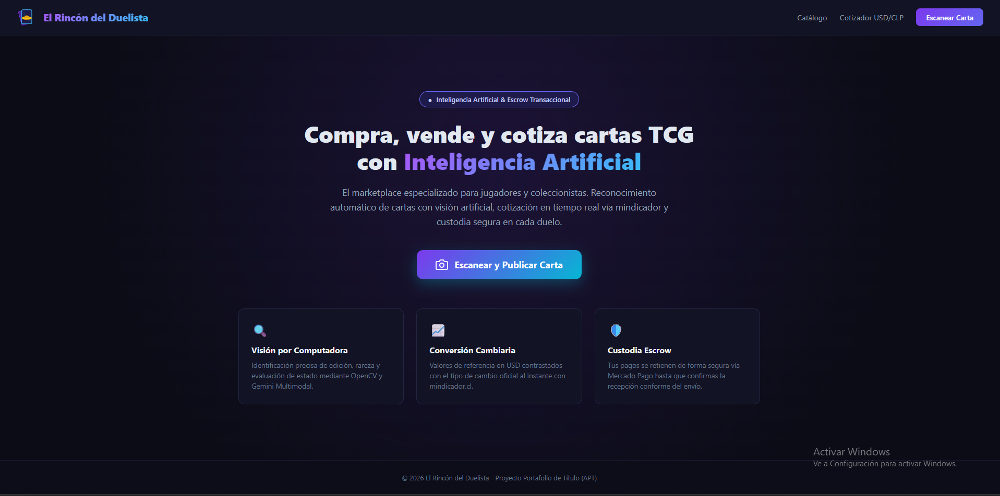 El Rincón del Duelista
Catálogo
Cotizador USD/CLP
Escanear Carta
Inteligencia Artificial & Escrow Transaccional
Compra, vende y cotiza cartas TCG
con Inteligencia Artificial
El marketplace especializado para jugadores y coleccionistas. Reconocimiento
automático de cartas con visión artificial, cotización en tiempo real vía mindicador y
custodia segura en cada duelo.
Escanear y Publicar Carta
Visión por Computadora
Identificación precisa de edición, rareza y
evaluación de estado mediante OpenCV y
Gemini Multimodal.
Conversión Cambiaria
Valores de referencia en USD contrastados
con el tipo de cambio oficial al instante con
mindicador.cl.
Custodia Escrow
Tus pagos se retienen de forma segura vía
Mercado Pago hasta que confirmas la
recepción conforme del envío.
Activar Windows
Ve a Configuración para activar Windows.
© 2026 El Rincón del Duelista - Proyecto Portafolio de Título (APT)